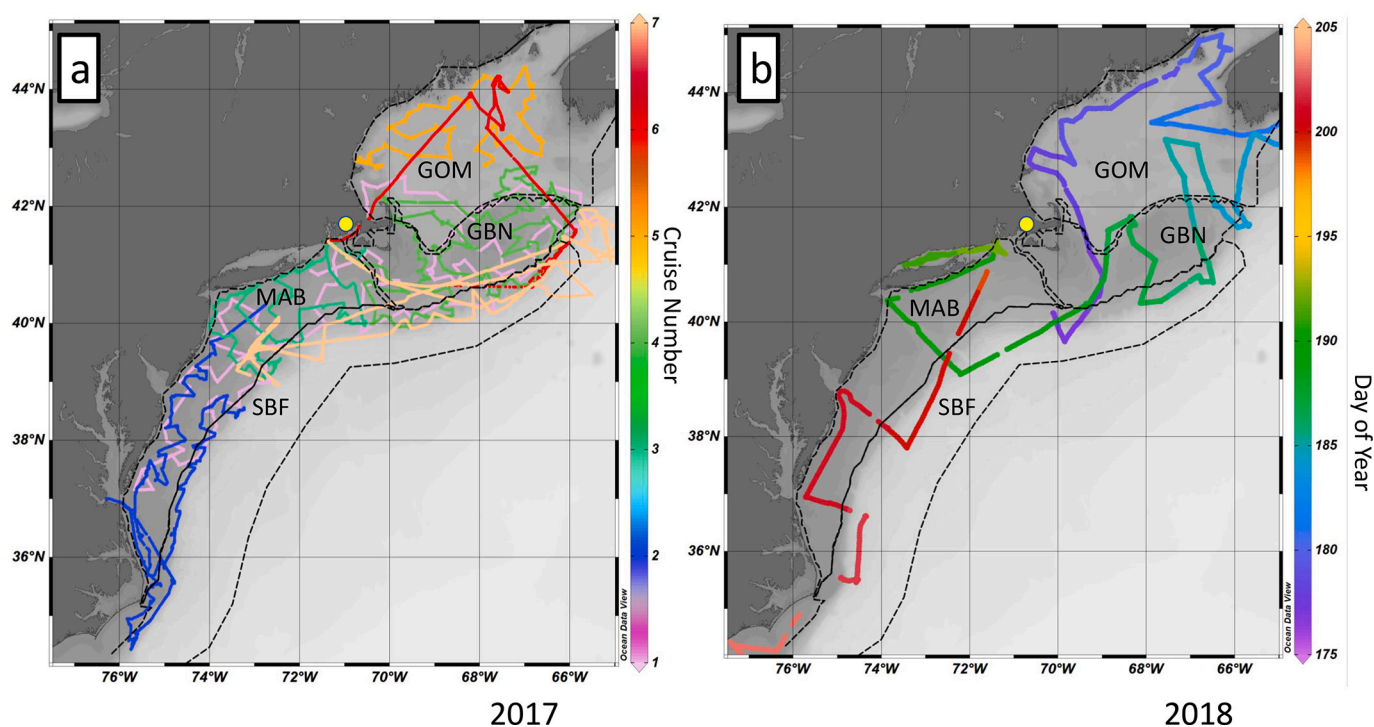 a
44°N
42°N
40°N
38°N
36°N
76°W
74°W
72°W
70°W
68°W
66°W
GOM
GBN
MAB
SBF
Ocean Data View
7
6
5
4
3
2
1
Cruise Number
2017
b
44°N
42°N
40°N
38°N
36°N
76°W
74°W
72°W
70°W
68°W
66°W
GOM
GBN
MAB
SBF
Ocean Data View
205
200
195
190
185
180
175
Day of Year
2018